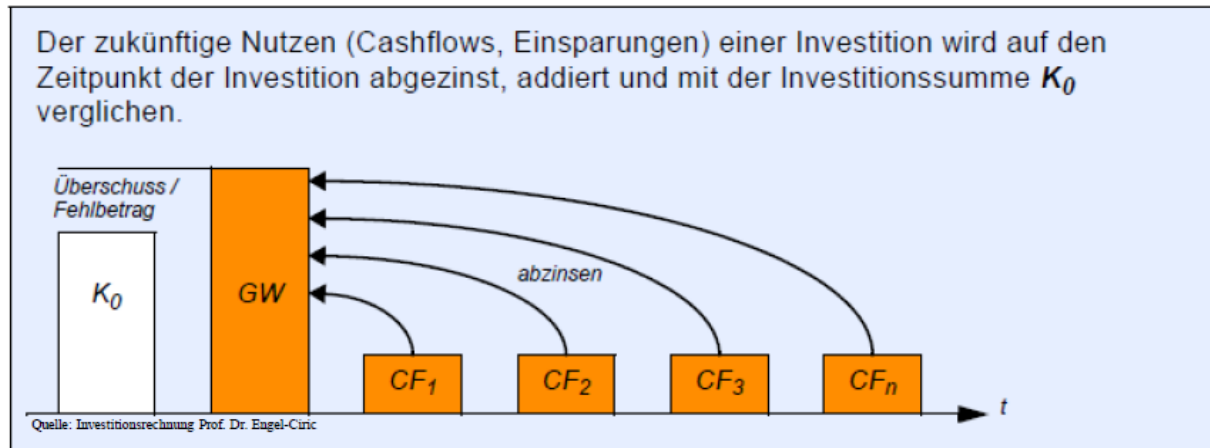 Der zukünftige Nutzen (Cashflows, Einsparungen) einer Investition wird auf den
Zeitpunkt der Investition abgezinst, addiert und mit der Investitionssumme K0
verglichen.
Überschuss /
Fehlbetrag
abzinsen
K0
GW
CF1
CF2
CF3
CFn
t
Quelle: Investitionsrechnung Prof. Dr. Engel-Ciric